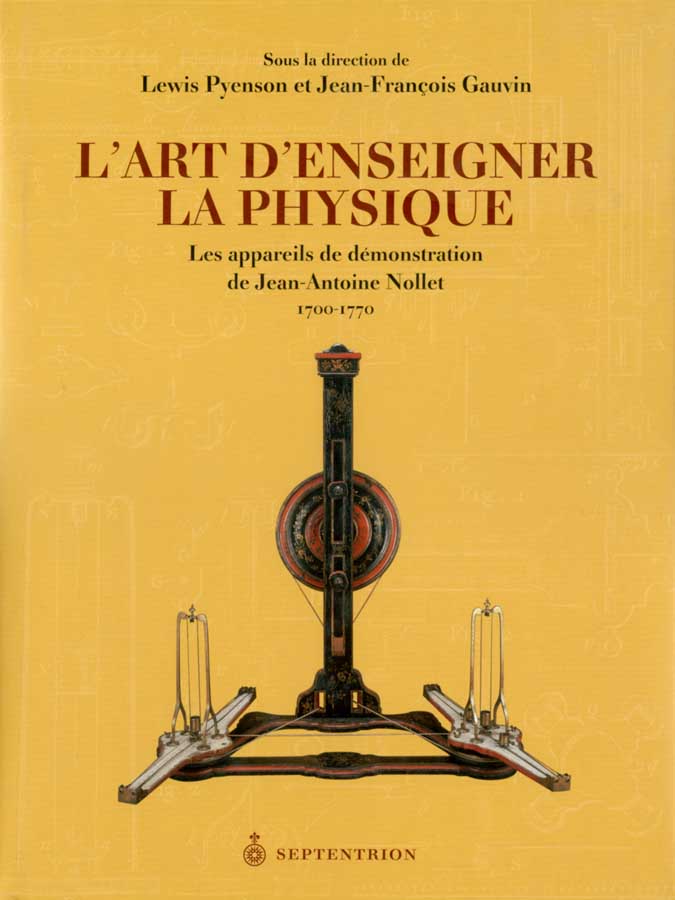 Sous la direction de
Lewis Pyenson et Jean-François Gauvin
L'ART D'ENSEIGNER
LA PHYSIQUE
Les appareils de démonstration
de Jean-Antoine Nollet
1700-1770
SEPTENTRION